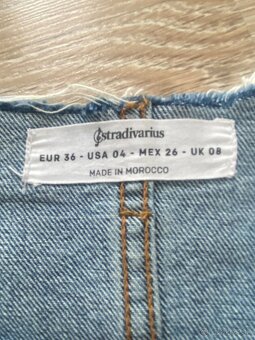 stradivarius
EUR 36 - USA 04 - MEX 26 - UK 08
MADE IN MOROCCO